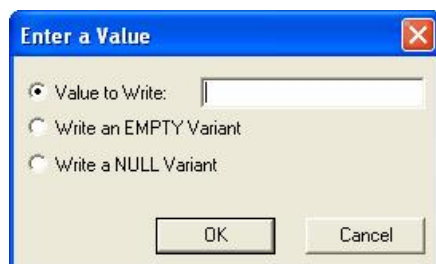 Enter a Value
Value to Write:
Write an EMPTY Variant
Write a NULL Variant
OK Cancel